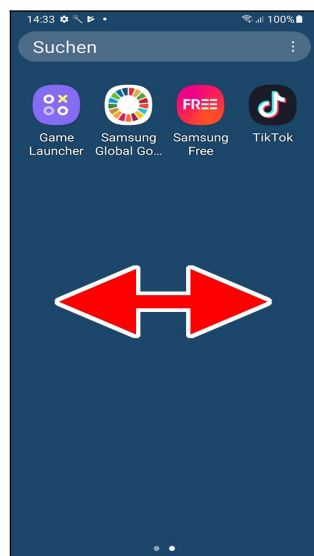 14:33 100%
Suchen
FREE
Game Launcher
Samsung Global Go...
Samsung Free
TikTok